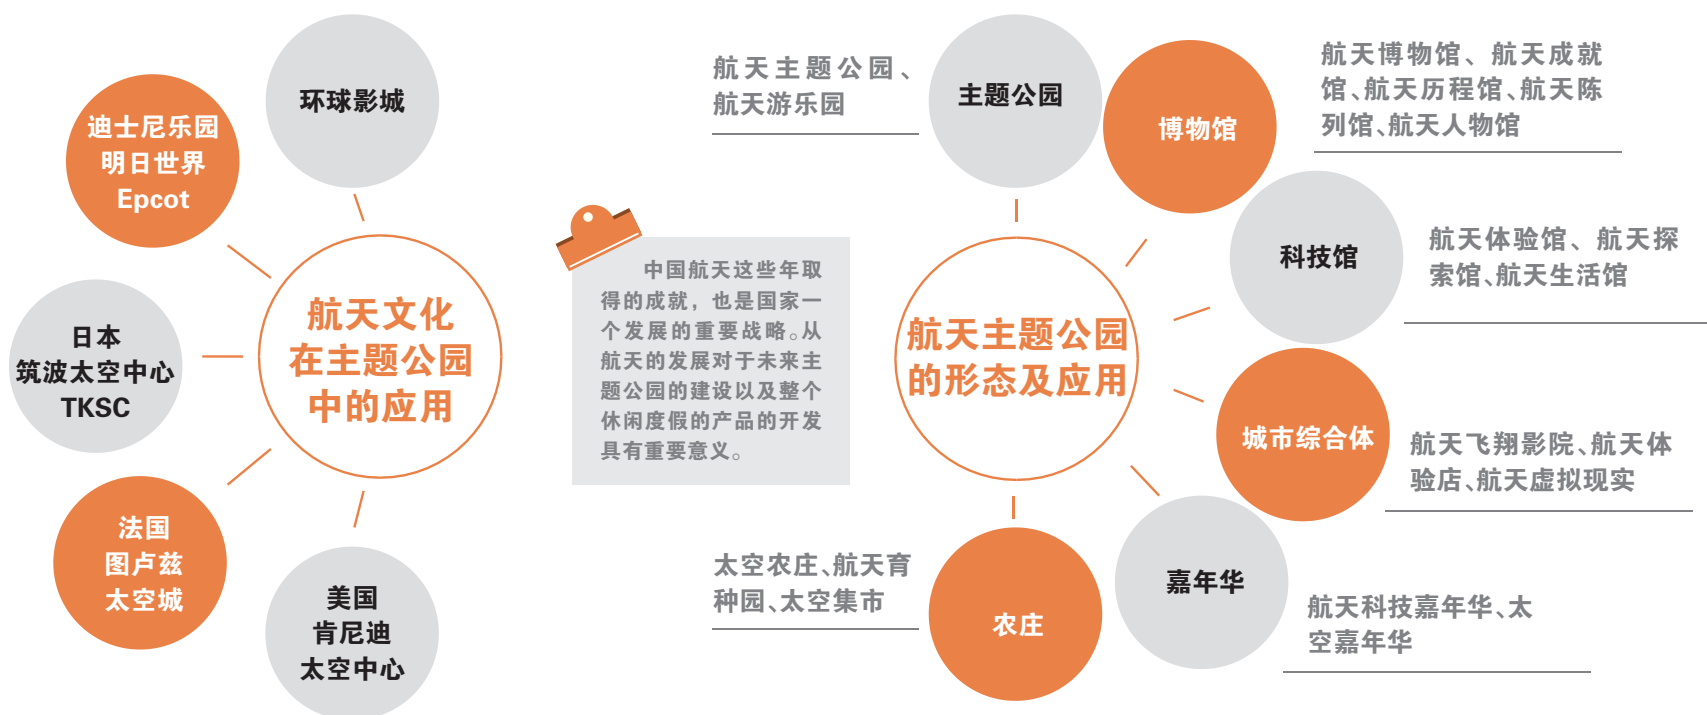 环球影城
迪士尼乐园
明日世界
Epcot
日本
筑波太空中心
TKSC
法国
图卢兹
太空城
美国
肯尼迪
太空中心
航天文化
在主题公园
中的应用
中国航天这些年取
得的成就，也是国家一
个发展的重要战略。从
航天的发展对于未来主
题公园的建设以及整个
休闲度假的产品的开发
具有重要意义。
航天主题公园
的形态及应用
主题公园
航天主题公园、
航天游乐园
博物馆
航天博物馆、航天成就
馆、航天历程馆、航天陈
列馆、航天人物馆
科技馆
航天体验馆、航天探
索馆、航天生活馆
城市综合体
航天飞翔影院、航天体
验店、航天虚拟现实
嘉年华
航天科技嘉年华、太
空嘉年华
农庄
太空农庄、航天育
种园、太空集市